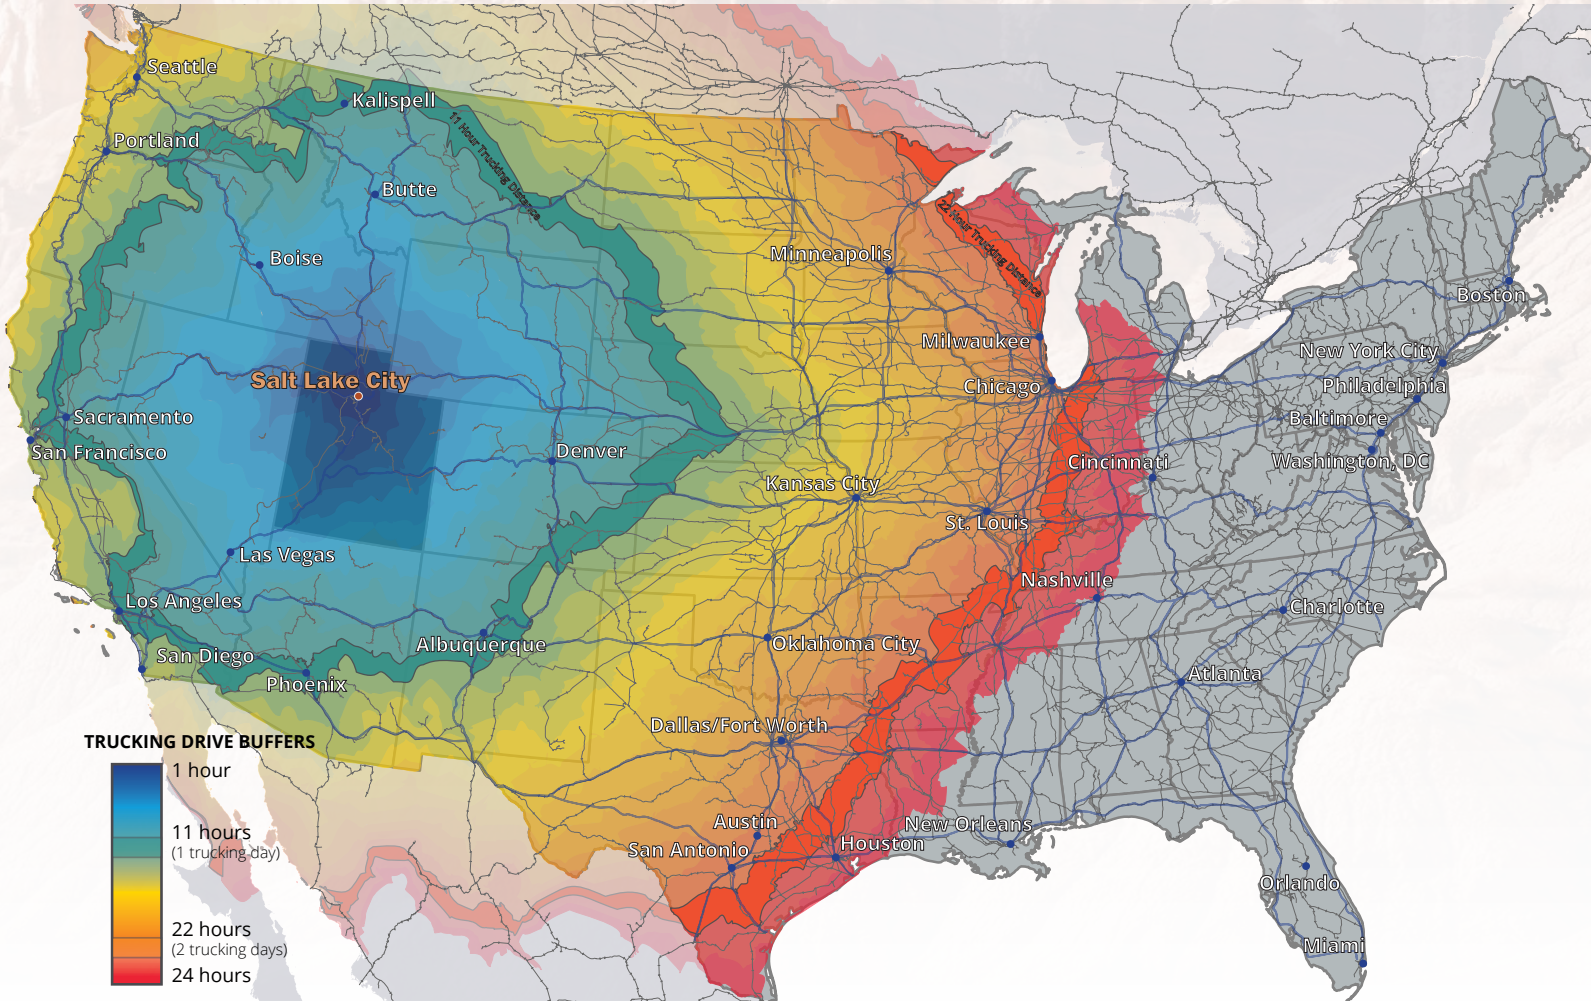 Seattle
Kalispell
11 Hour Trucking Distance
Portland
Butte
22 Hour Trucking Distance
Minneapolis
Boise
Boston
Milwaukee
New York City
Salt Lake City
Chicago
Philadelphia
Sacramento
Baltimore
San Francisco
Denver
Cincinnati
Washington, DC
Kansas City
St. Louis
Las Vegas
Nashville
Los Angeles
Charlotte
Albuquerque
Oklahoma City
San Diego
Phoenix
Atlanta
Dallas/Fort Worth
Austin
New Orleans
San Antonio
Houston
Orlando
Miami
TRUCKING DRIVE BUFFERS
1 hour
11 hours
(1 trucking day)
22 hours
(2 trucking days)
24 hours